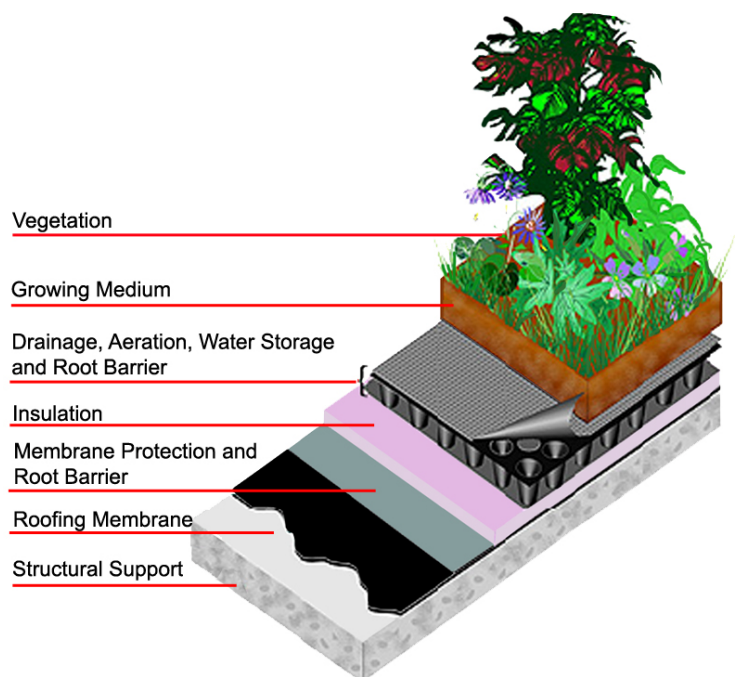 Vegetation
Growing Medium
Drainage, Aeration, Water Storage
and Root Barrier
Insulation
Membrane Protection and
Root Barrier
Roofing Membrane
Structural Support